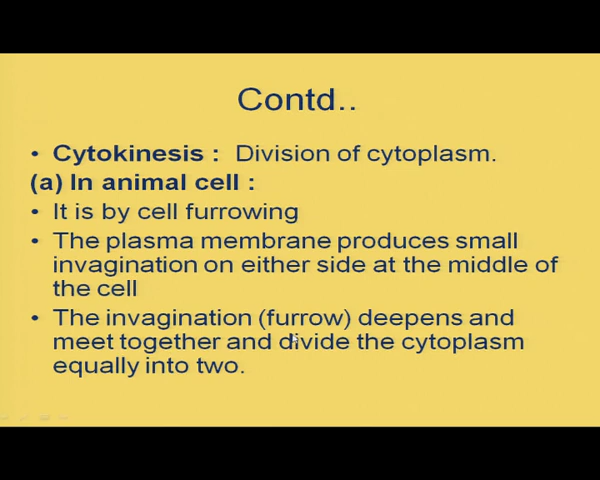 Contd..
• Cytokinesis : Division of cytoplasm.
(a) In animal cell :
• It is by cell furrowing
• The plasma membrane produces small
invagination on either side at the middle of
the cell
• The invagination (furrow) deepens and
meet together and divide the cytoplasm
equally into two.